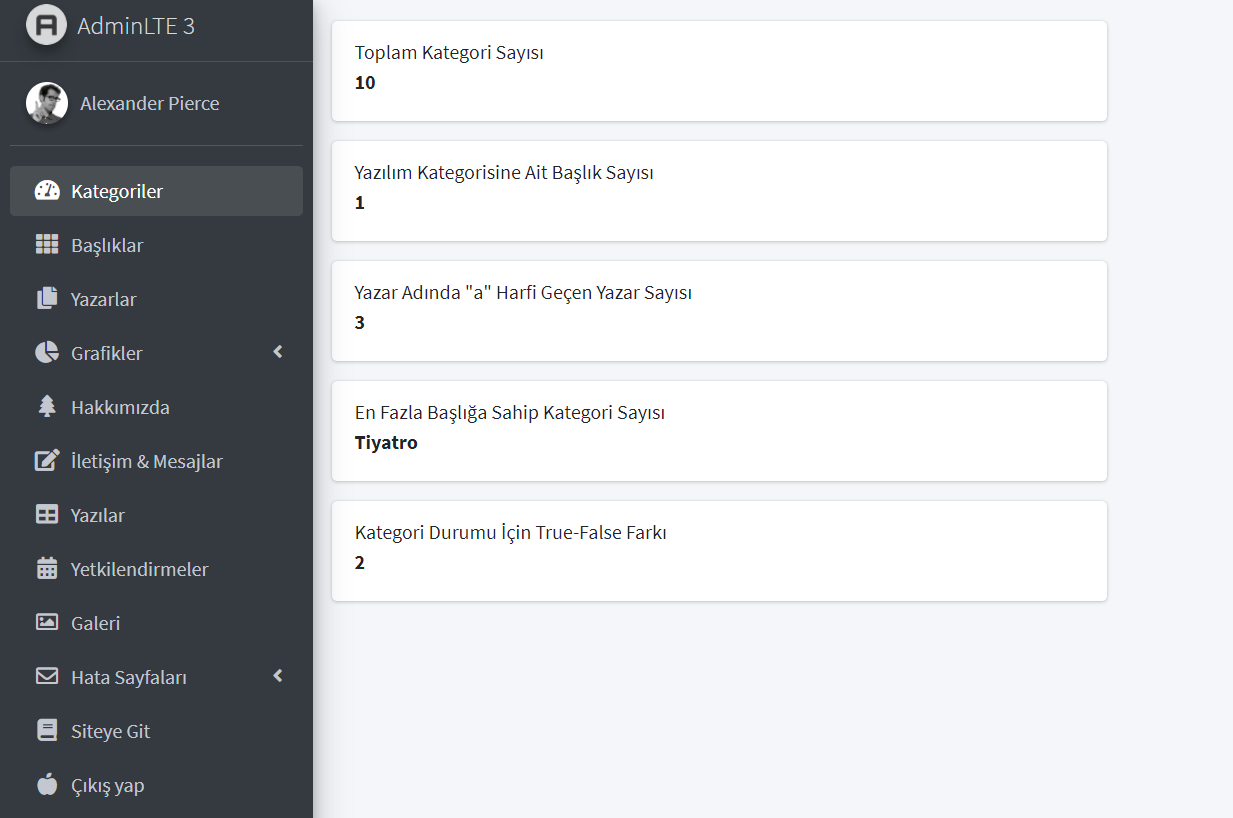 AdminLTE 3
Alexander Pierce
Kategoriler
Başlıklar
Yazarlar
Grafikler
Hakkımızda
İletişim & Mesajlar
Yazılar
Yetkilendirmeler
Galeri
Hata Sayfaları
Siteye Git
Çıkış yap
Toplam Kategori Sayısı
10
Yazılım Kategorisine Ait Başlık Sayısı
1
Yazar Adında "a" Harfi Geçen Yazar Sayısı
3
En Fazla Başlığa Sahip Kategori Sayısı
Tiyatro
Kategori Durumu İçin True-False Farkı
2